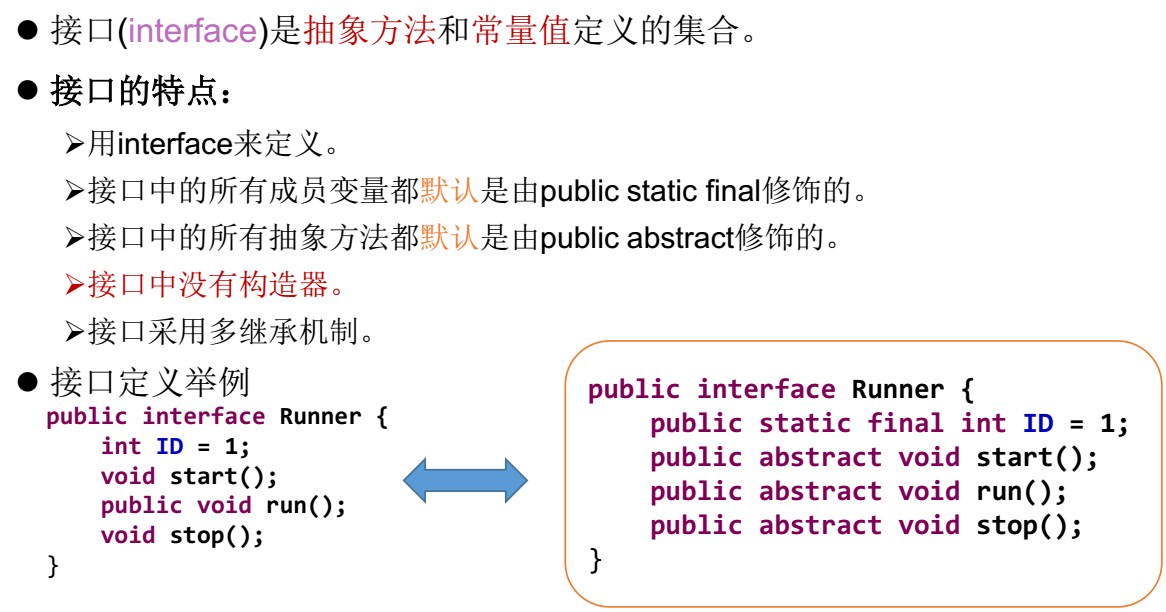 ● 接口(interface)是抽象方法和常量值定义的集合。
● 接口的特点：
➢用interface来定义。
➢接口中的所有成员变量都默认是由public static final修饰的。
➢接口中的所有抽象方法都默认是由public abstract修饰的。
➢接口中没有构造器。
➢接口采用多继承机制。
● 接口定义举例
public interface Runner {
    int ID = 1;
    void start();
    public void run();
    void stop();
}
public interface Runner {
    public static final int ID = 1;
    public abstract void start();
    public abstract void run();
    public abstract void stop();
}